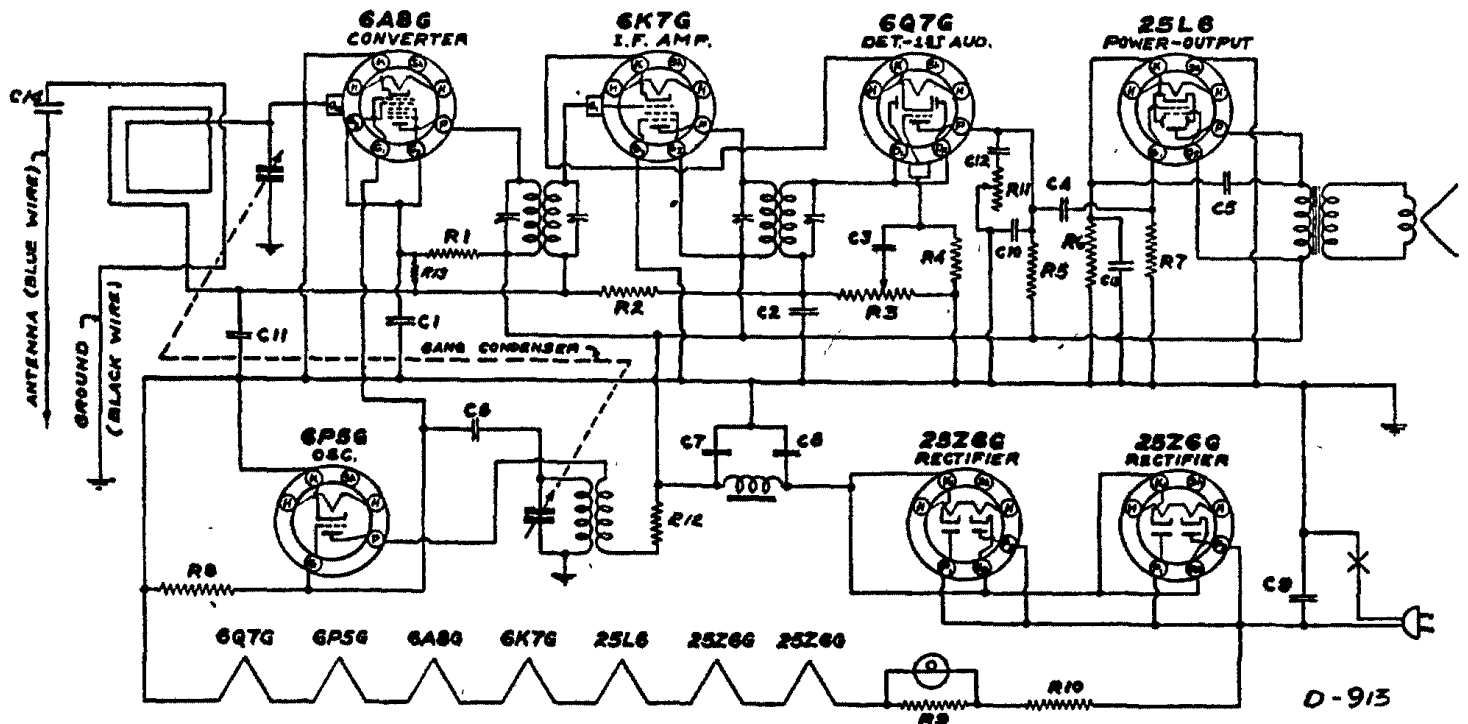 6A8G
CONVERTER
6K7G
I.F. AMP.
6Q7G
DET.-1ST AUD.
25L6
POWER-OUTPUT
C14
ANTENNA (BLUE WIRE)
GROUND
(BLACK WIRE)
C12
R11
C10
C4
C5
R1
R13
C3
R4
R5
R6
C13
R7
R2
C2
R3
C11
C1
GANG CONDENSER
6P5G
OSC.
C6
C7
C8
25Z6G
RECTIFIER
25Z6G
RECTIFIER
R12
R8
C9
6Q7G 6P5G 6A8G 6K7G 25L6 25Z6G 25Z6G
R9
R10
D-913